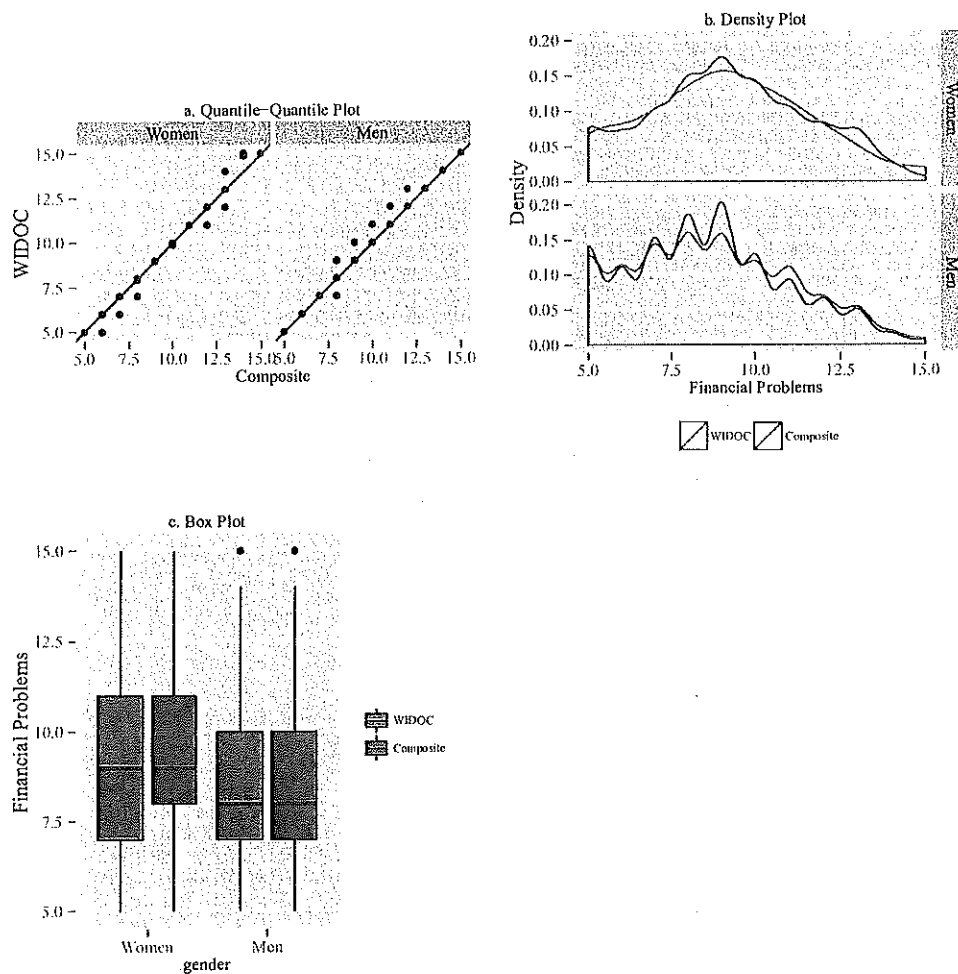 a. Quantile-Quantile Plot
Women
Men
WIDOC
15.0
12.5
10.0
7.5
5.0
5.0 7.5 10.0 12.5 15.0 7.5 10.0 12.5 15.0
Composite
b. Density Plot
Density
0.20
0.15
0.10
0.05
0.00
Women
0.20
0.15
0.10
0.05
0.00
Men
5.0 7.5 10.0 12.5 15.0
Financial Problems
WIDOC Composite
c. Box Plot
Financial Problems
15.0
12.5
10.0
7.5
5.0
Women Men
gender
WIDOC
Composite